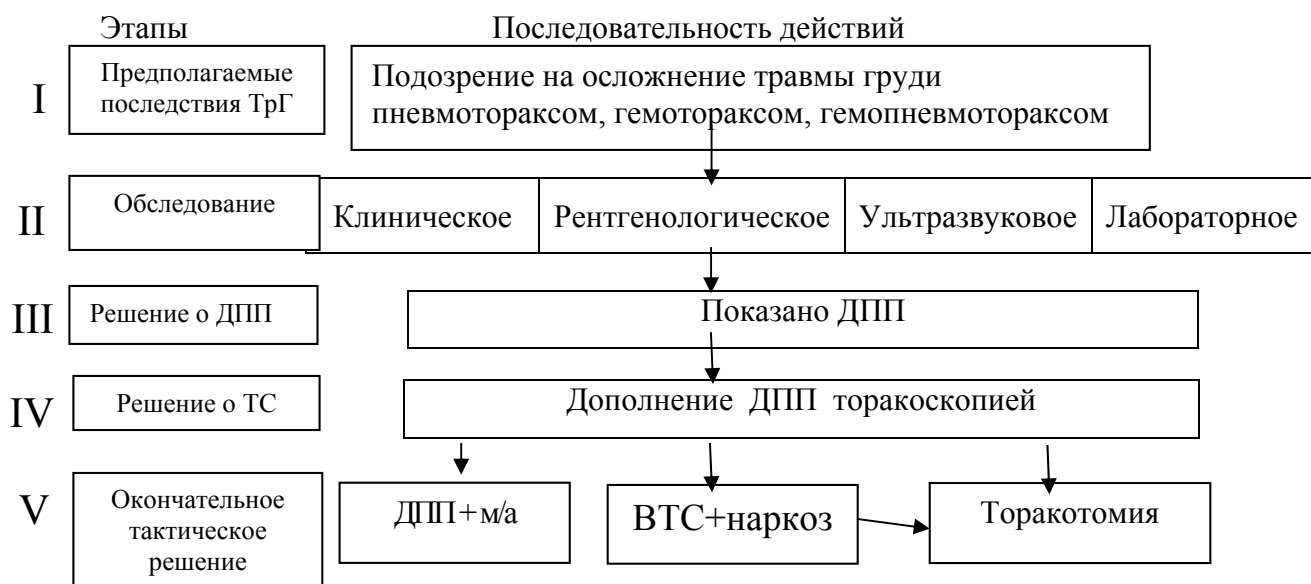 Этапы
Последовательность действий
I
Предполагаемые
последствия ТрГ
Подозрение на осложнение травмы груди
пневмотораксом, гемотораксом, гемопневмотораксом
II
Обследование
Клиническое
Рентгенологическое
Ультразвуковое
Лабораторное
III
Решение о ДПП
Показано ДПП
IV
Решение о ТС
Дополнение ДПП торакоскопией
V
Окончательное
тактическое
решение
ДПП+м/а
ВТС+наркоз
Торакотомия